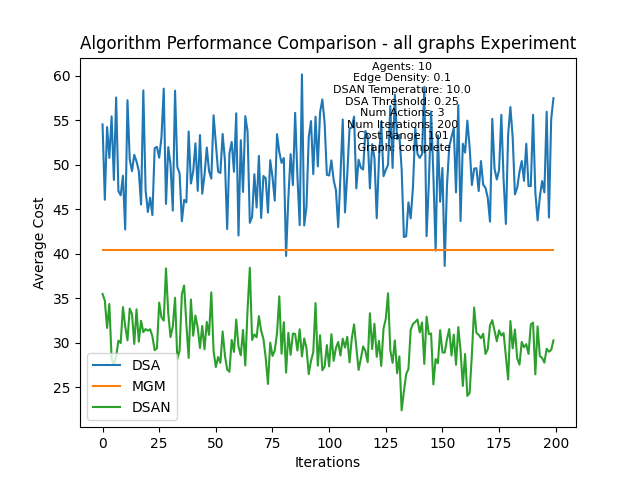 Algorithm Performance Comparison - all graphs Experiment
Agents: 10
Edge Density: 0.1
DSAN Temperature: 10.0
DSA Threshold: 0.25
Num Actions: 3
Num Iterations: 200
Cost Range: 101
Graph: complete
Average Cost
60
55
50
45
40
35
30
25
DSA
MGM
DSAN
0
25
50
75
100
125
150
175
200
Iterations